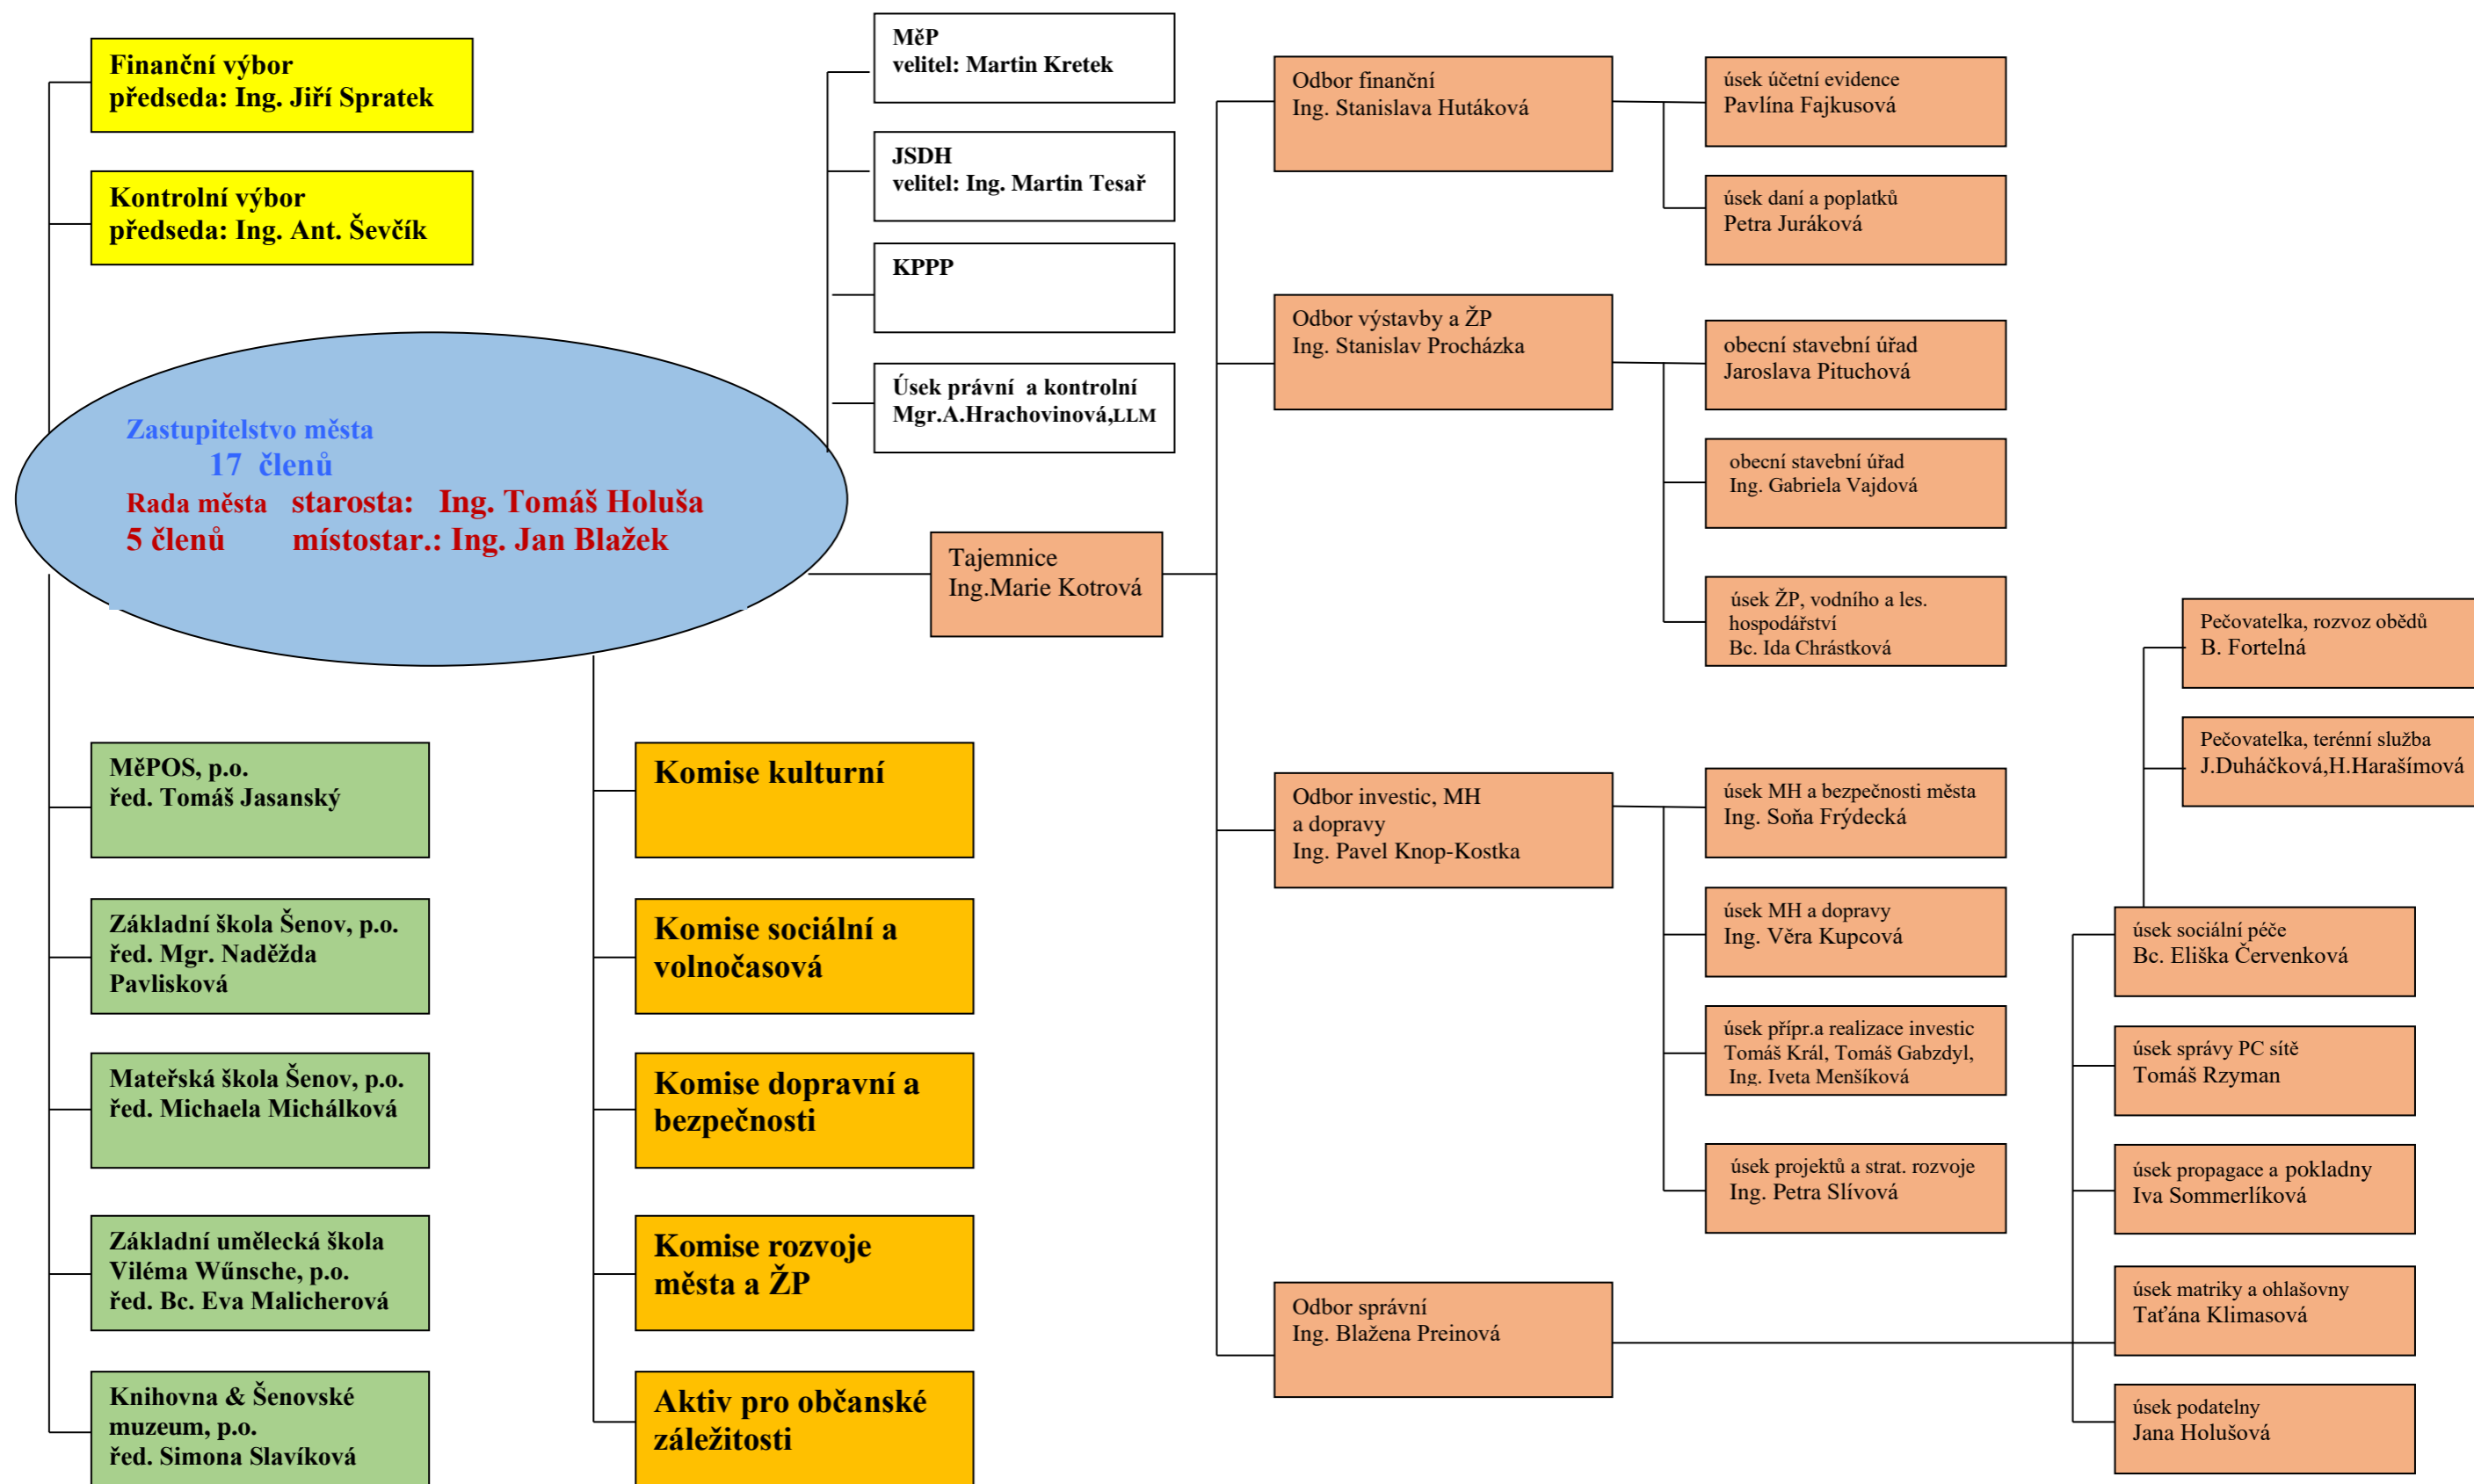 Finanční výbor
předseda: Ing. Jiří Spratek
Kontrolní výbor
předseda: Ing. Ant. Ševčík
MěP
velitel: Martin Kretek
JSDH
velitel: Ing. Martin Tesař
KPPP
Úsek právní a kontrolní
Mgr.A.Hrachovinová,LLM
Zastupitelstvo města
17 členů
Rada města starosta: Ing. Tomáš Holuša
5 členů místostar.: Ing. Jan Blažek
Tajemnice
Ing.Marie Kotrová
MěPOS, p.o.
řed. Tomáš Jasanský
Základní škola Šenov, p.o.
řed. Mgr. Naděžda
Pavlisková
Mateřská škola Šenov, p.o.
řed. Michaela Michálková
Základní umělecká škola
Viléma Wűnsche, p.o.
řed. Bc. Eva Malicherová
Knihovna & Šenovské
muzeum, p.o.
řed. Simona Slavíková
Komise kulturní
Komise sociální a
volnočasová
Komise dopravní a
bezpečnosti
Komise rozvoje
města a ŽP
Aktiv pro občanské
záležitosti
Odbor finanční
Ing. Stanislava Hutáková
úsek účetní evidence
Pavlína Fajkusová
úsek daní a poplatků
Petra Juráková
Odbor výstavby a ŽP
Ing. Stanislav Procházka
obecní stavební úřad
Jaroslava Pituchová
obecní stavební úřad
Ing. Gabriela Vajdová
úsek ŽP, vodního a les.
hospodářství
Bc. Ida Chrástková
Odbor investic, MH
a dopravy
Ing. Pavel Knop-Kostka
úsek MH a bezpečnosti města
Ing. Soňa Frýdecká
úsek MH a dopravy
Ing. Věra Kupcová
úsek přípr.a realizace investic
Tomáš Král, Tomáš Gabzdyl,
Ing. Iveta Menšíková
úsek projektů a strat. rozvoje
Ing. Petra Slívová
Odbor správní
Ing. Blažena Preinová
Pečovatelka, rozvoz obědů
B. Fortelná
Pečovatelka, terénní služba
J.Duháčková,H.Harašímová
úsek sociální péče
Bc. Eliška Červenková
úsek správy PC sítě
Tomáš Rzyman
úsek propagace a pokladny
Iva Sommerlíková
úsek matriky a ohlašovny
Taťána Klimasová
úsek podatelny
Jana Holušová